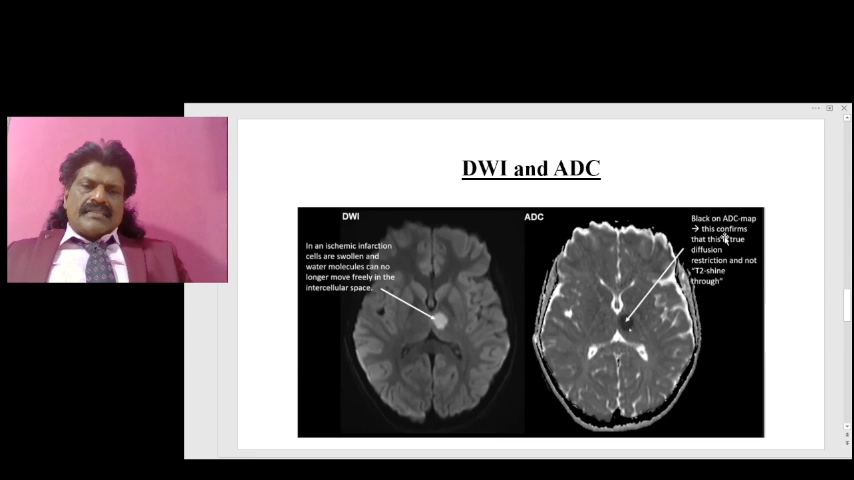 DWI and ADC
DWI
In an ischemic infarction
cells are swollen and
water molecules can no
longer move freely in the
intercellular space.
ADC
Black on ADC-map
→ this confirms
that this true
diffusion
restriction and not
"T2-shine
through"